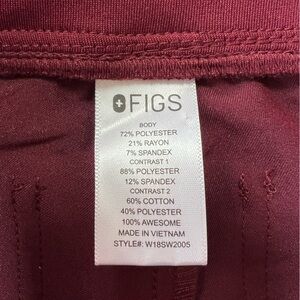 FIGS
BODY
72% POLYESTER
21% RAYON
7% SPANDEX
CONTRAST 1
88% POLYESTER
12% SPANDEX
CONTRAST 2
60% COTTON
40% POLYESTER
100% AWESOME
MADE IN VIETNAM
STYLE#: W18SW2005